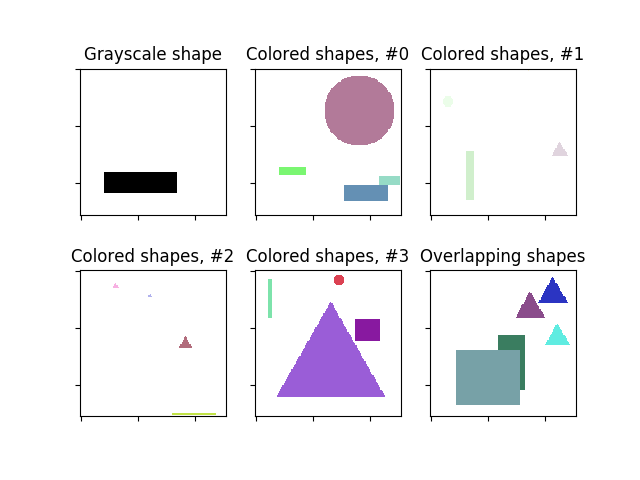 Grayscale shape
Colored shapes, #0
Colored shapes, #1
Colored shapes, #2
Colored shapes, #3
Overlapping shapes